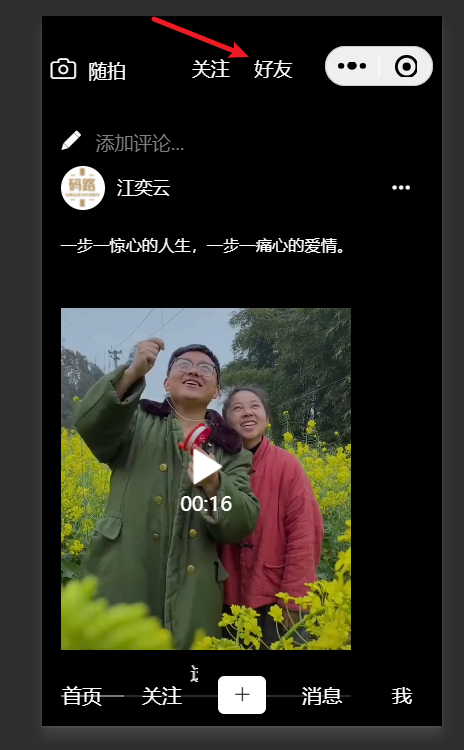 随拍 关注 好友
添加评论...
码路
江奕云
一步一惊心的人生，一步一痛心的爱情。
00:16
首页 关注 + 消息 我